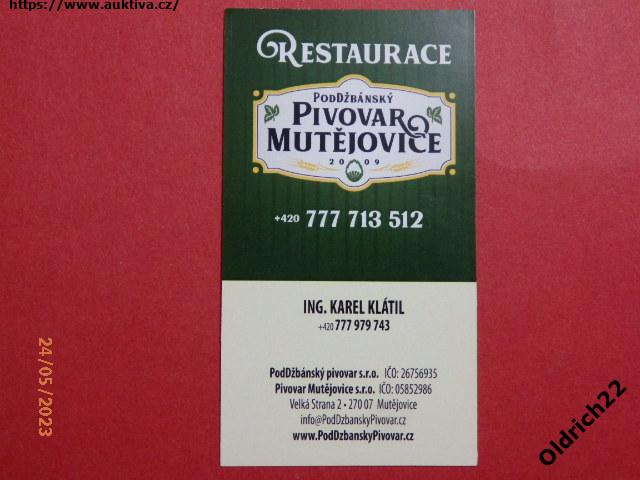 https://www.auktiva.cz/
RESTAURACE
PODDŽBÁNSKÝ
PIVOVAR
MUTĚJOVICE
2009
+420 777 713 512
ING. KAREL KLÁTIL
+420 777 979 743
PodDžbánský pivovar s.r.o. IČO: 26756935
Pivovar Mutějovice s.r.o. IČO: 05852986
Velká Strana 2 • 270 07 Mutějovice
info@PodDzbanskyPivovar.cz
www.PodDzbanskyPivovar.cz
24/05/2023
Oldrich22